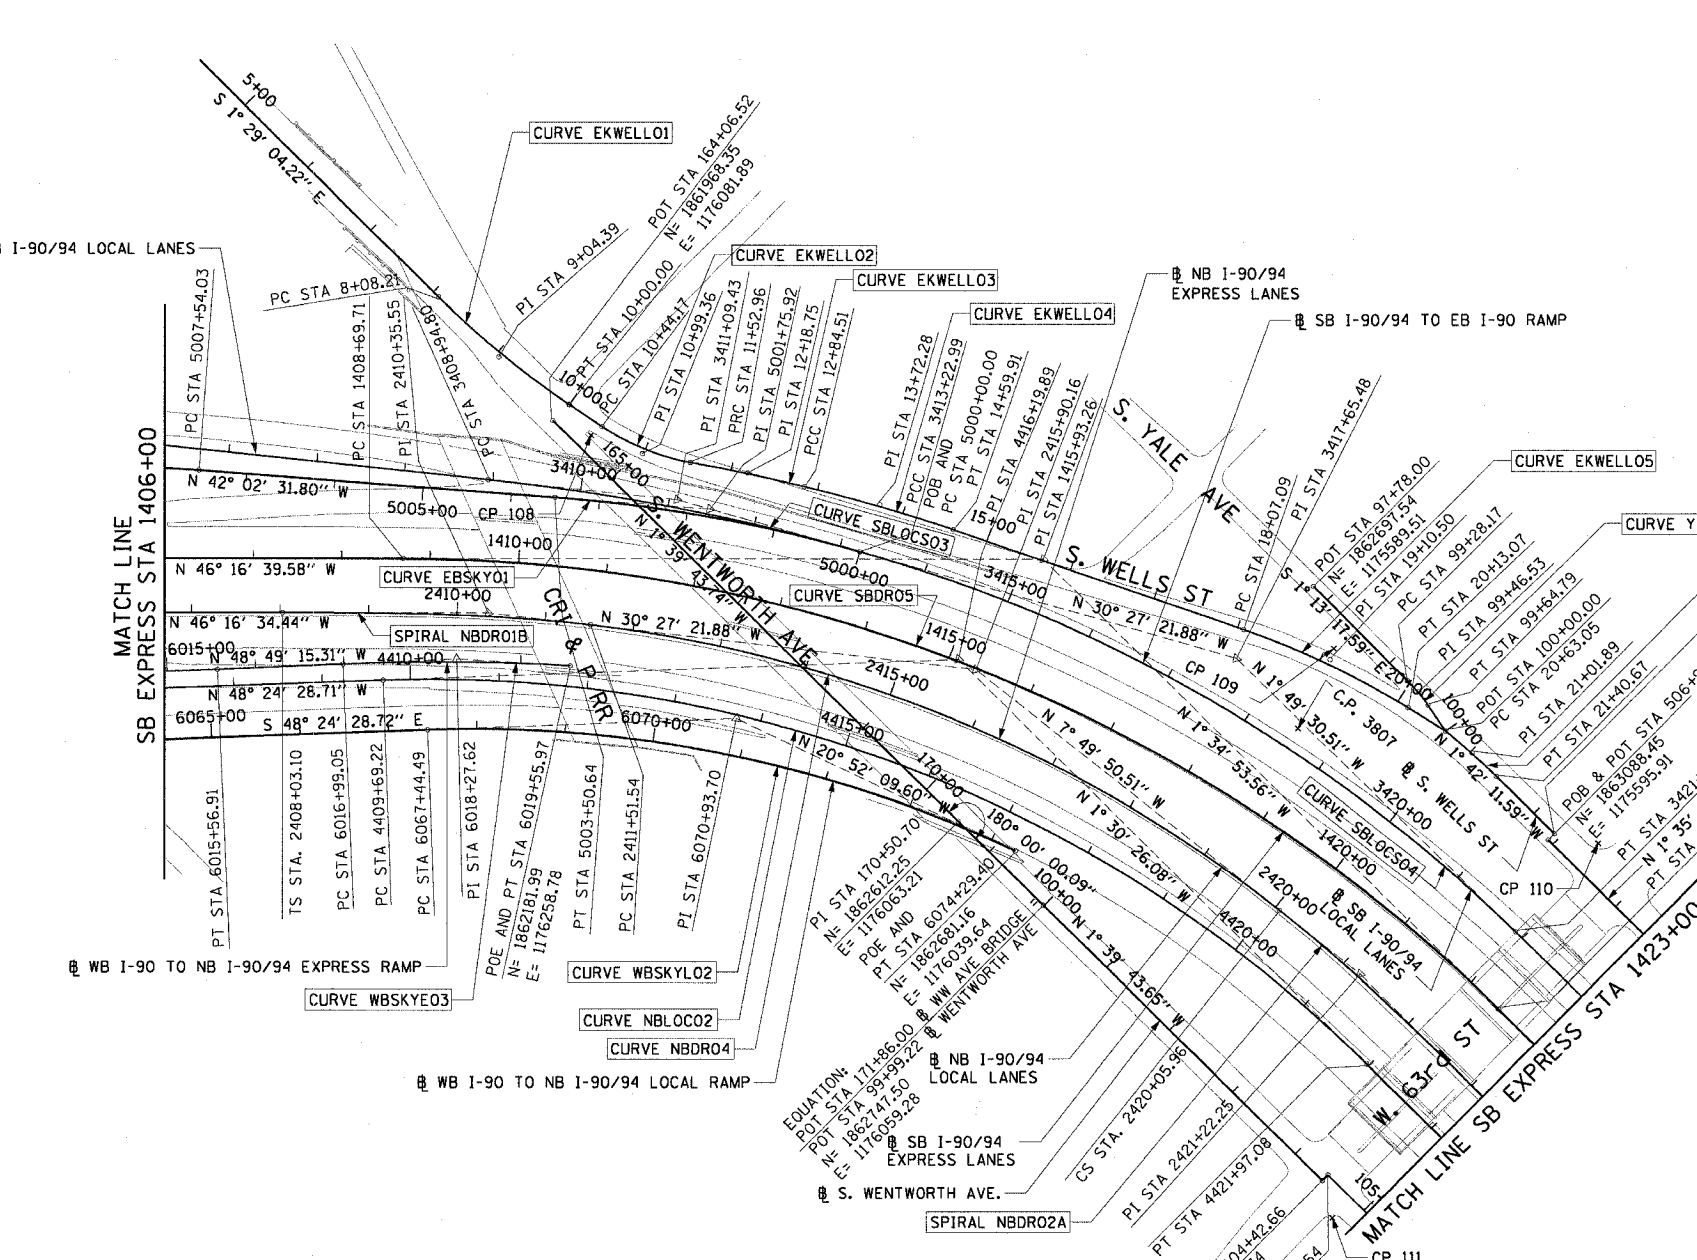 5+00
S 1° 29' 04.22" E
CURVE EKWELL01
POT STA 164+06.52
N= 1861968.35
E= 1176081.89
I-90/94 LOCAL LANES
PC STA 5007+54.03
PC STA 8+08.21
PI STA 9+04.39
PC STA 1408+69.71
PI STA 2410+35.55
PC STA 3408+94.80
10+00
PT STA 10+00.00
PC STA 10+44.17
PI STA 10+99.36
CURVE EKWELL02
PI STA 3411+09.43
PRC STA 11+52.96
PI STA 5001+75.92
PI STA 12+18.75
PCC STA 12+84.51
CURVE EKWELL03
CURVE EKWELL04
PI STA 13+72.28
PCC STA 3413+22.99
POB AND
PC STA 5000+00.00
PT STA 14+59.91
PI STA 4416+19.89
PI STA 2415+90.16
PI STA 1415+93.26
℄ NB I-90/94
EXPRESS LANES
℄ SB I-90/94 TO EB I-90 RAMP
S. YALE AVE
PC STA 18+07.09
PI STA 3417+65.48
POT STA 97+78.00
N= 1862697.54
E= 1175589.51
PI STA 19+10.50
PC STA 99+28.17
CURVE EKWELL05
PT STA 20+13.07
PI STA 99+46.53
PT STA 99+64.79
POT STA 100+00.00
PC STA 20+63.05
PI STA 21+01.89
PT STA 21+40.67
CURVE Y
POB & POT STA 506+
N= 1863088.45
E= 1175595.91
PT STA 3421
N 1° 35'
PT STA
MATCH LINE
SB EXPRESS STA 1406+00
N 42° 02' 31.80" W
5005+00
CP 108
3410+00
165+00
1410+00
N 46° 16' 39.58" W
CURVE EBSKY01
2410+00
N 46° 16' 34.44" W
SPIRAL NBDR01B
6015+00
N 48° 49' 15.31" W
4410+00
N 48° 24' 28.71" W
6065+00
S 48° 24' 28.72" E
6070+00
CRI & P RR
N 30° 27' 21.88" W
S. WENTWORTH AVE
N 1° 39' 43.74" W
CURVE SBLOCS03
15+00
5000+00
3415+00
CURVE SBDR05
S. WELLS ST
N 30° 27' 21.88" W
1415+00
2415+00
4415+00
N 20° 52' 09.60" W
170+00
CP 109
S 1° 13' 17.59" E
20+00
100+00
N 1° 49' 30.51" W
C.P. 3807
℄ S. WELLS ST
N 1° 42' 11.59" W
N 1° 34' 53.56" W
N 7° 49' 50.51" W
N 1° 30' 26.08" W
3420+00
CURVE SBLOCS04
1420+00
2420+00
4420+00
℄ SB I-90/94
LOCAL LANES
CP 110
180° 00' 00.09"
100+00
N 1° 39' 43.65" W
PT STA 6015+56.91
TS STA. 2408+03.10
PC STA 6016+99.05
PC STA 4409+69.22
PC STA 6067+44.49
PI STA 6018+27.62
POE AND PT STA 6019+55.97
N= 1862181.99
E= 1176258.78
PT STA 5003+50.64
PC STA 2411+51.54
PI STA 6070+93.70
PI STA 170+50.70
N= 1862612.25
E= 1176063.21
POE AND
PT STA 6074+29.40
N= 1862681.16
E= 1176039.64
℄ WB I-90 TO NB I-90/94 EXPRESS RAMP
CURVE WBSKYE03
CURVE WBSKYL02
CURVE NBLOC02
CURVE NBDR04
℄ WB I-90 TO NB I-90/94 LOCAL RAMP
EQUATION:
POT STA 171+86.00 ℄ WW AVE BRIDGE =
POT STA 99+99.22 ℄ WENTWORTH AVE
N= 1862747.50
E= 1176059.28
℄ NB I-90/94
LOCAL LANES
℄ SB I-90/94
EXPRESS LANES
℄ S. WENTWORTH AVE.
SPIRAL NBDR02A
CS STA. 2420+05.96
PI STA 2421+22.25
PT STA 4421+97.08
04+42.66
W. 63rd ST
105
MATCH LINE SB EXPRESS STA 1423+00
CP 111